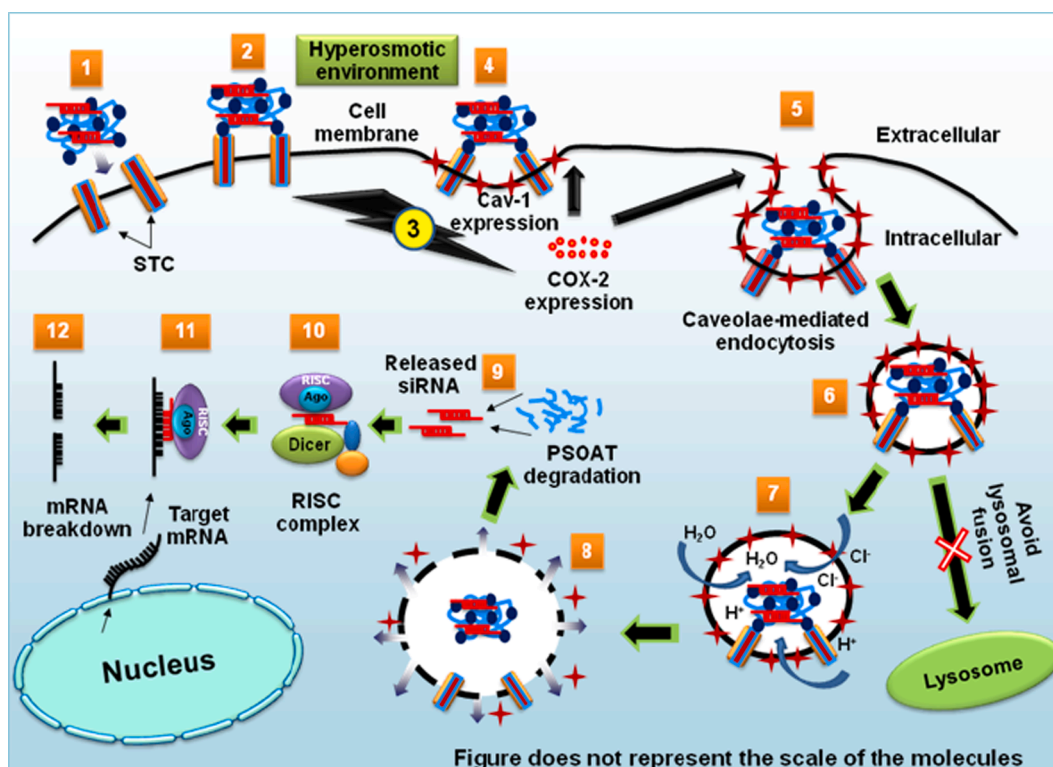 1
2
Hyperosmotic
environment
4
5
Cell
membrane
Extracellular
Cav-1
expression
3
Intracellular
STC
COX-2
expression
Caveolae-mediated
endocytosis
12
11
10
Released
siRNA
9
6
RISC
Ago
RISC
Ago
Dicer
PSOAT
degradation
mRNA
breakdown
Target
mRNA
RISC
complex
7
Avoid
lysosomal
fusion
8
H₂O
H₂O
Cl⁻
Cl⁻
H⁺
H⁺
Nucleus
Lysosome
Figure does not represent the scale of the molecules